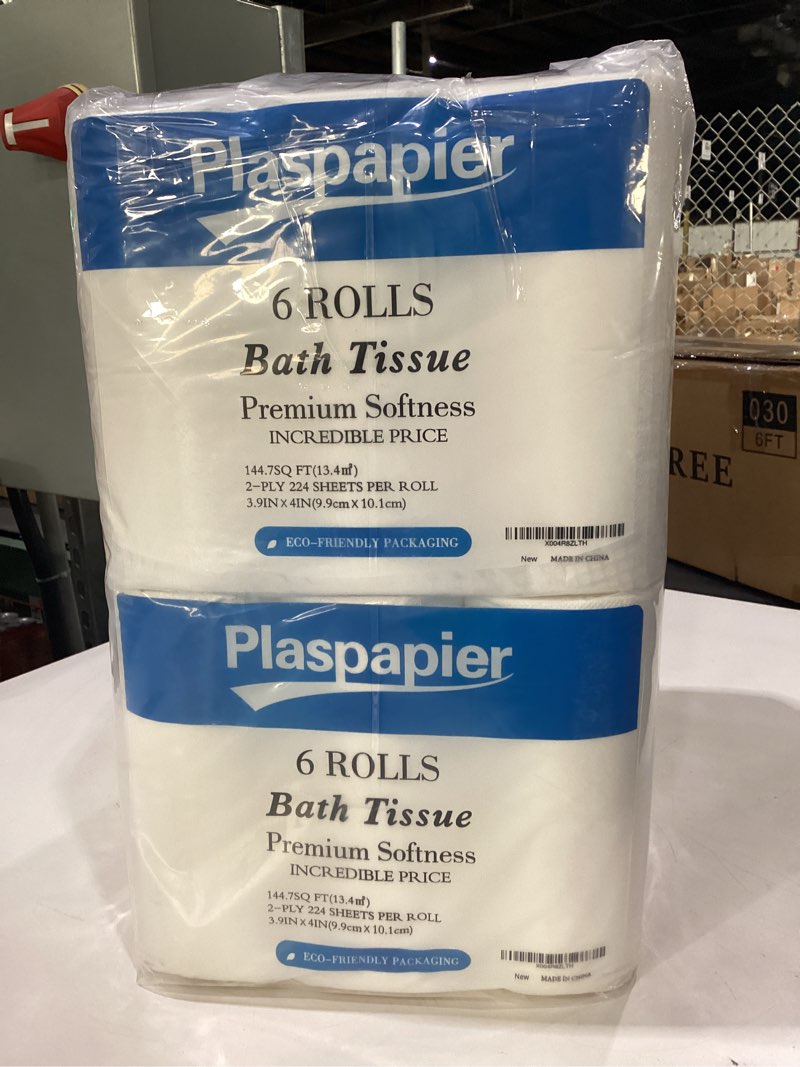 Plaspapier
6 ROLLS
Bath Tissue
Premium Softness
INCREDIBLE PRICE
144.7SQ FT(13.4㎡)
2-PLY 224 SHEETS PER ROLL
3.9IN X 4IN(9.9cm X 10.1cm)
ECO-FRIENDLY PACKAGING
X004R8ZLTH
New MADE IN CHINA
030
6FT
REE
Plaspapier
6 ROLLS
Bath Tissue
Premium Softness
INCREDIBLE PRICE
144.7SQ FT(13.4㎡)
2-PLY 224 SHEETS PER ROLL
3.9IN X 4IN(9.9cm X 10.1cm)
ECO-FRIENDLY PACKAGING
X004R8ZLTH
New MADE IN CHINA